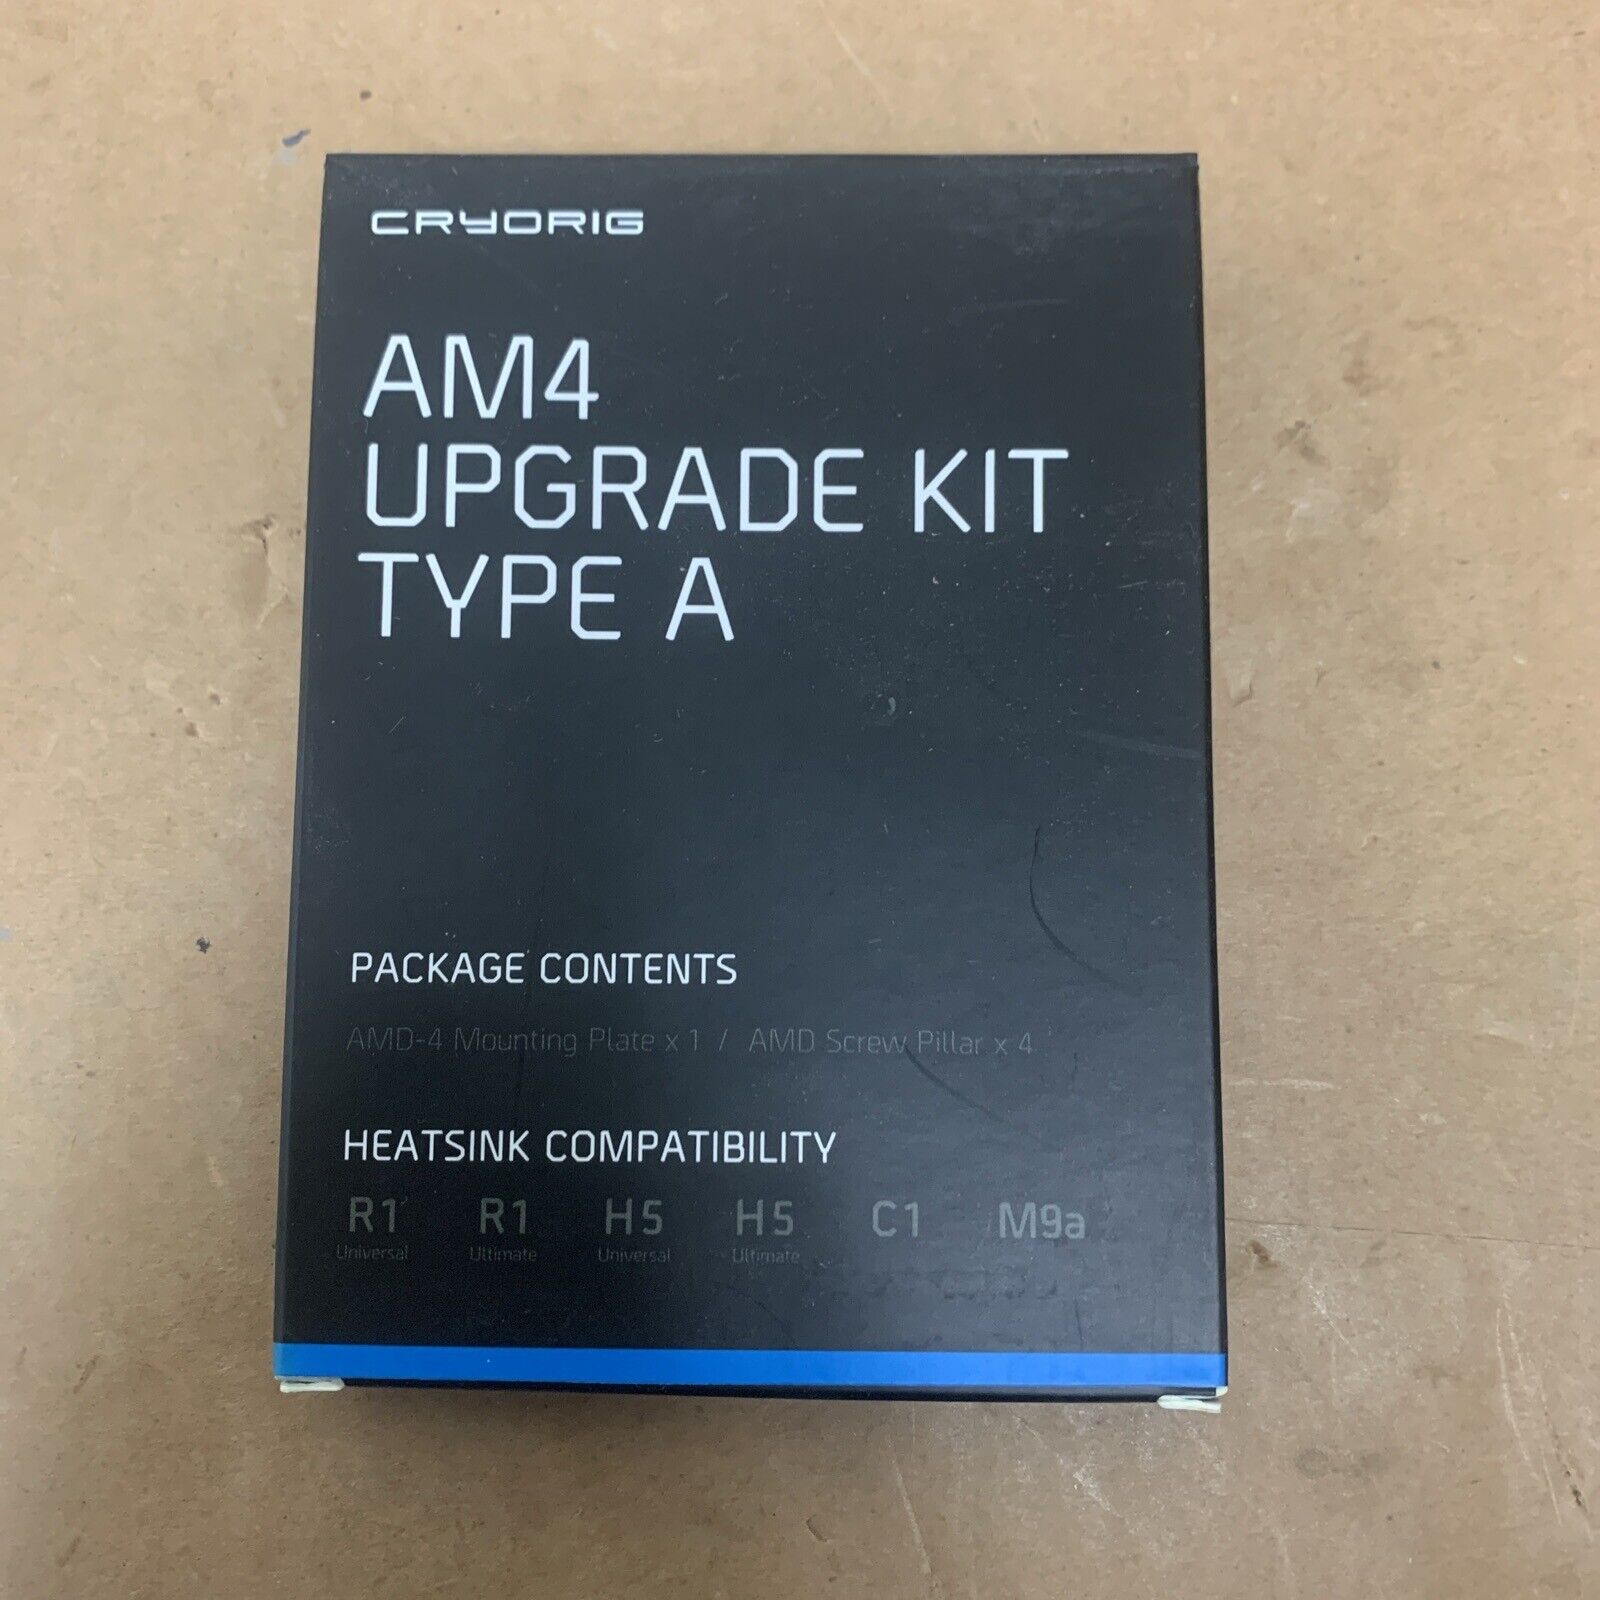 CRYORIG
AM4
UPGRADE KIT
TYPE A
PACKAGE CONTENTS
AMD-4 Mounting Plate x 1 / AMD Screw Pillar x 4
HEATSINK COMPATIBILITY
R1 R1 H5 H5 C1 M9a
Universal Ultimate Universal Ultimate